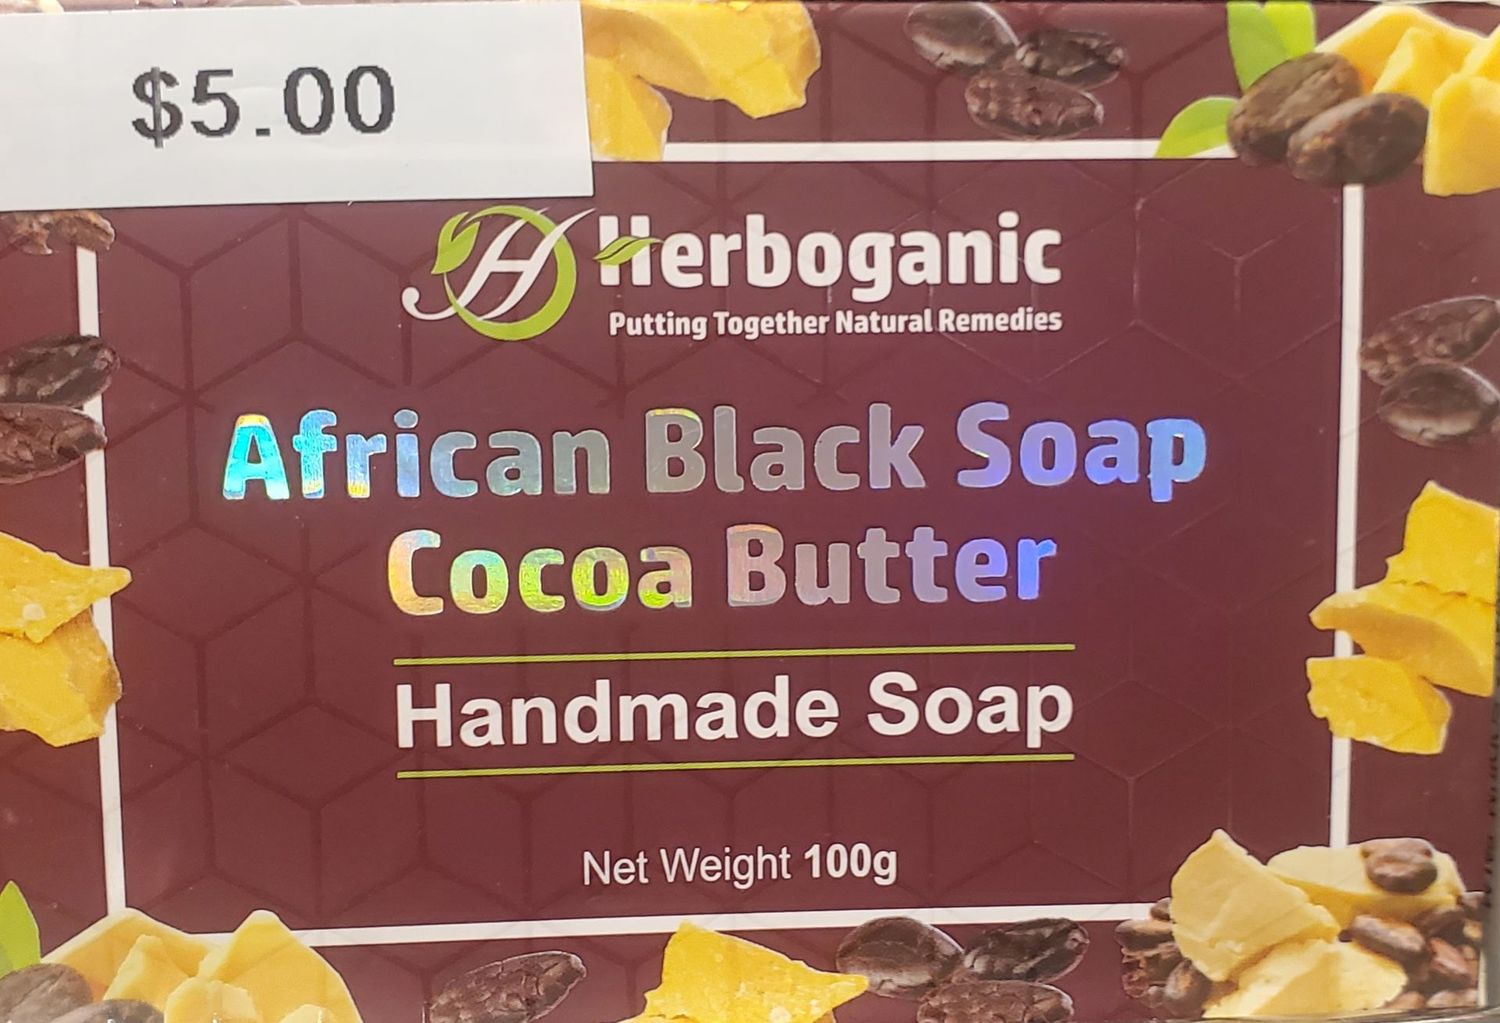 $5.00
H Herboganic
Putting Together Natural Remedies
African Black Soap
Cocoa Butter
Handmade Soap
Net Weight 100g